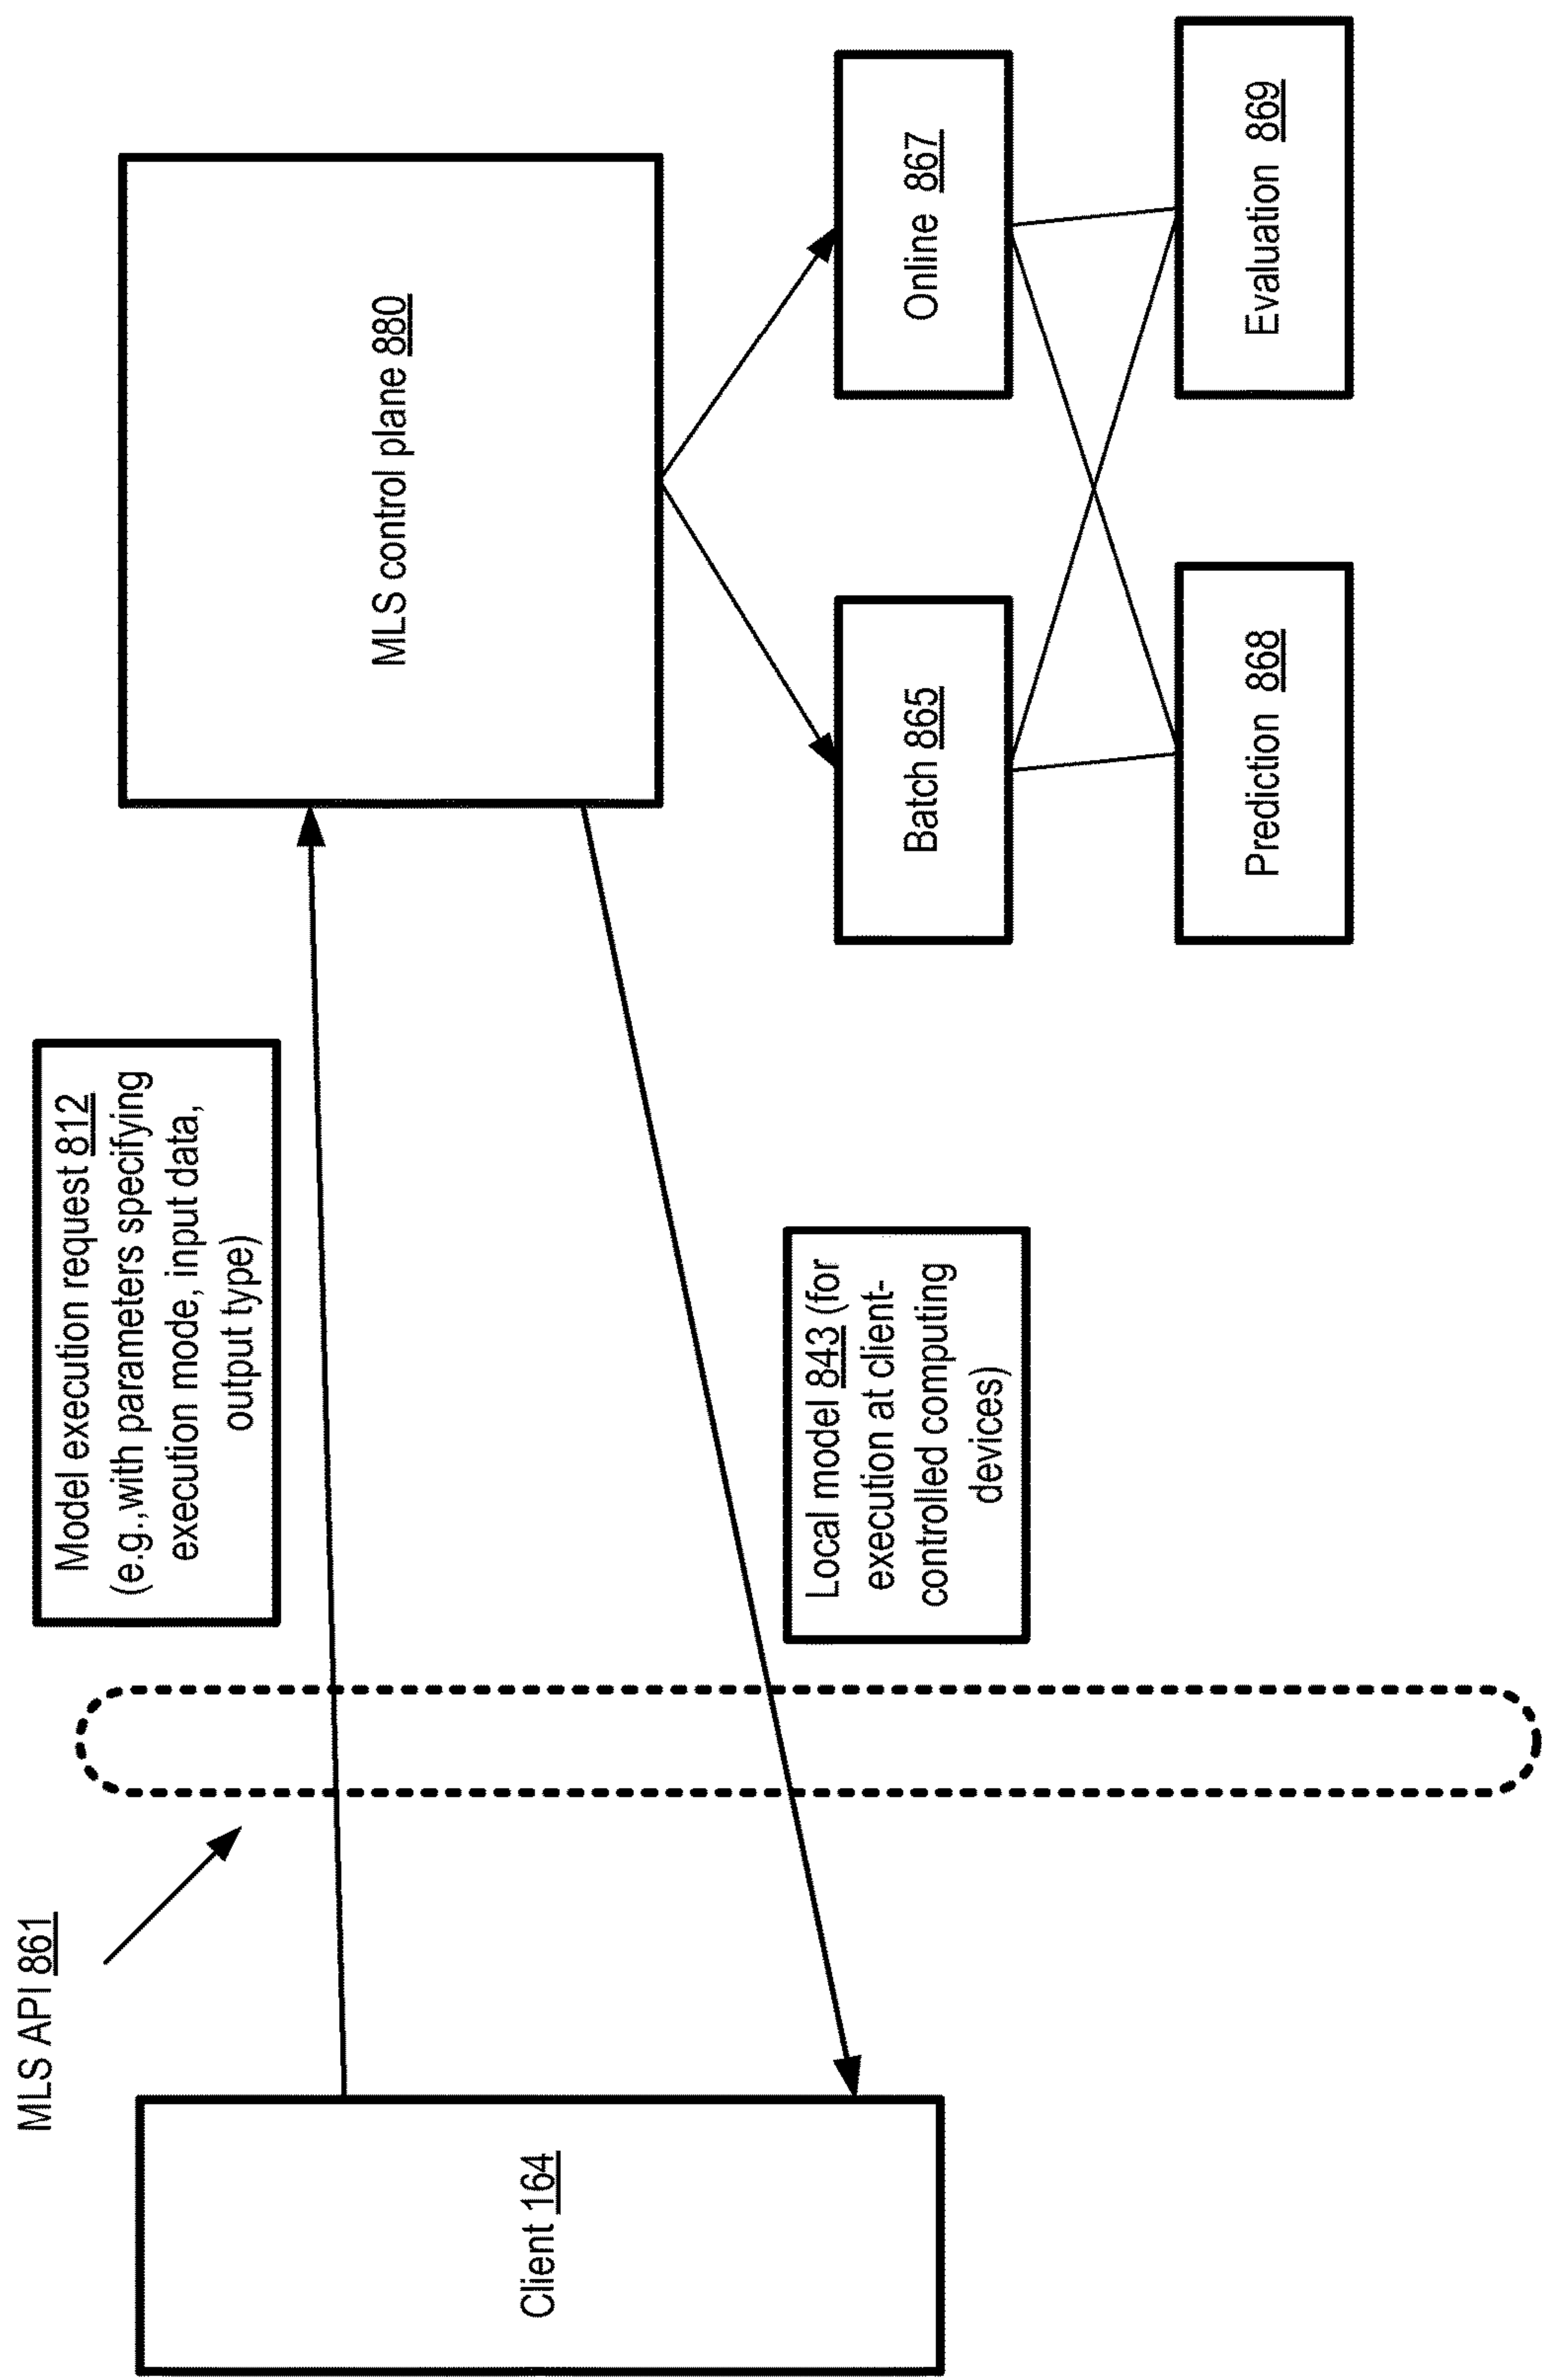 MLS API 861
Model execution request 812
(e.g.,with parameters specifying
execution mode, input data,
output type)
MLS control plane 880
Client 164
Local model 843 (for
execution at client-
controlled computing
devices)
Batch 865
Online 867
Prediction 868
Evaluation 869